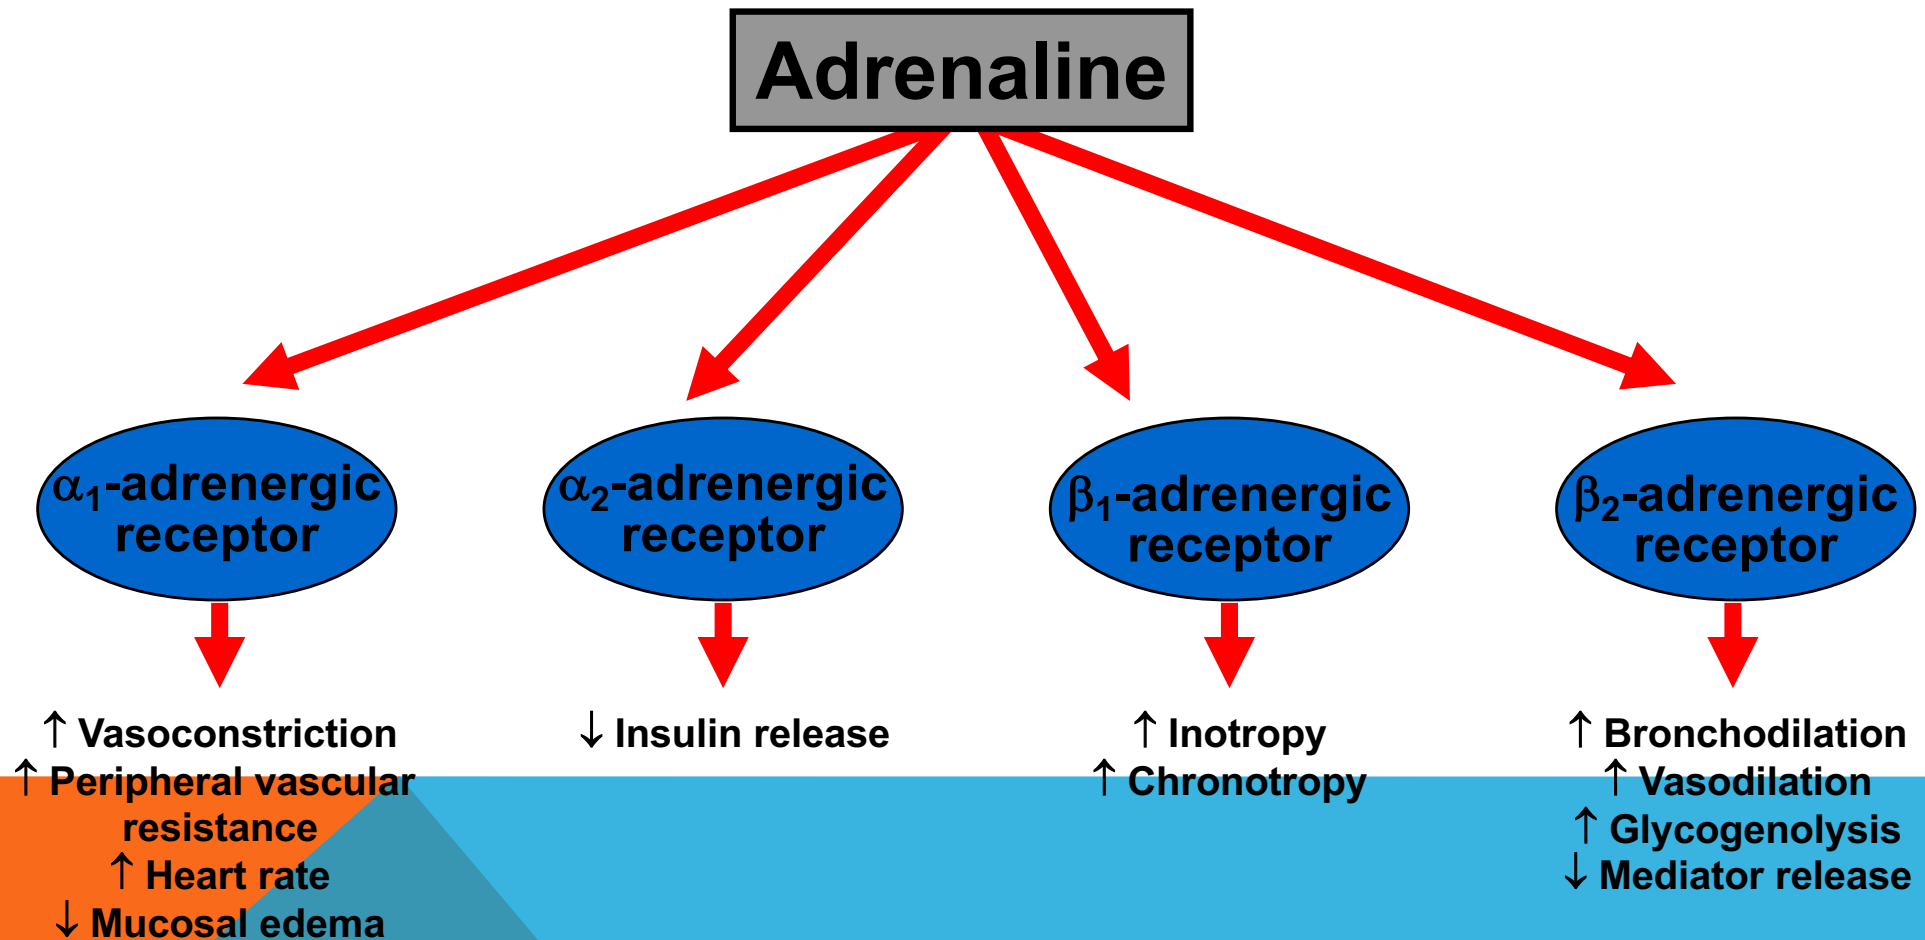 Adrenaline
α₁-adrenergic
receptor
α₂-adrenergic
receptor
β₁-adrenergic
receptor
β₂-adrenergic
receptor
↑ Vasoconstriction
↑ Peripheral vascular
resistance
↑ Heart rate
↓ Mucosal edema
↓ Insulin release
↑ Inotropy
↑ Chronotropy
↑ Bronchodilation
↑ Vasodilation
↑ Glycogenolysis
↓ Mediator release